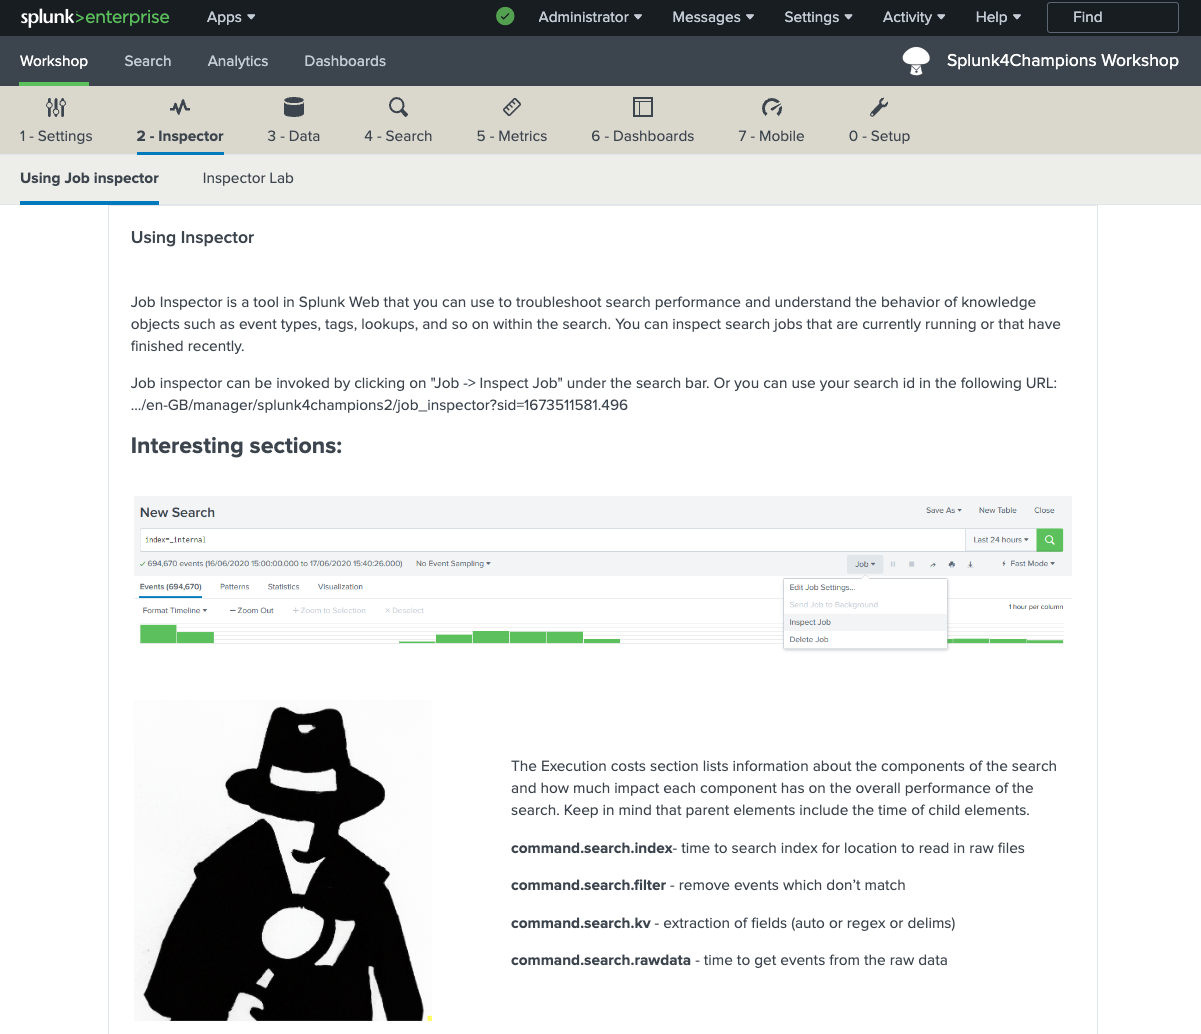 splunk>enterprise Apps Administrator Messages Settings Activity Help Find
Workshop Search Analytics Dashboards Splunk4Champions Workshop
1 - Settings 2 - Inspector 3 - Data 4 - Search 5 - Metrics 6 - Dashboards 7 - Mobile 0 - Setup
Using Job inspector Inspector Lab
Using Inspector
Job Inspector is a tool in Splunk Web that you can use to troubleshoot search performance and understand the behavior of knowledge
objects such as event types, tags, lookups, and so on within the search. You can inspect search jobs that are currently running or that have
finished recently.
Job inspector can be invoked by clicking on "Job -> Inspect Job" under the search bar. Or you can use your search id in the following URL:
.../en-GB/manager/splunk4champions2/job_inspector?sid=1673511581.496
Interesting sections:
New Search Save As New Table Close
index=_internal Last 24 hours
✓ 694,670 events (16/06/2020 15:00:00.000 to 17/06/2020 15:40:26.000) No Event Sampling Job Fast Mode
Events (694,670) Patterns Statistics Visualization
Edit Job Settings...
Send Job to Background
Inspect Job
Delete Job
Format Timeline — Zoom Out + Zoom to Selection × Deselect 1 hour per column
The Execution costs section lists information about the components of the search
and how much impact each component has on the overall performance of the
search. Keep in mind that parent elements include the time of child elements.
command.search.index- time to search index for location to read in raw files
command.search.filter - remove events which don't match
command.search.kv - extraction of fields (auto or regex or delims)
command.search.rawdata - time to get events from the raw data